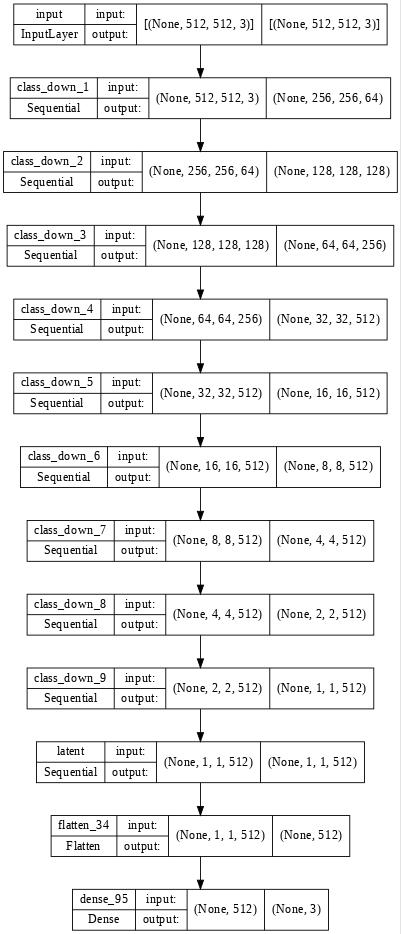 input input: [(None, 512, 512, 3)] [(None, 512, 512, 3)]
InputLayer output:
class_down_1 input: (None, 512, 512, 3) (None, 256, 256, 64)
Sequential output:
class_down_2 input: (None, 256, 256, 64) (None, 128, 128, 128)
Sequential output:
class_down_3 input: (None, 128, 128, 128) (None, 64, 64, 256)
Sequential output:
class_down_4 input: (None, 64, 64, 256) (None, 32, 32, 512)
Sequential output:
class_down_5 input: (None, 32, 32, 512) (None, 16, 16, 512)
Sequential output:
class_down_6 input: (None, 16, 16, 512) (None, 8, 8, 512)
Sequential output:
class_down_7 input: (None, 8, 8, 512) (None, 4, 4, 512)
Sequential output:
class_down_8 input: (None, 4, 4, 512) (None, 2, 2, 512)
Sequential output:
class_down_9 input: (None, 2, 2, 512) (None, 1, 1, 512)
Sequential output:
latent input: (None, 1, 1, 512) (None, 1, 1, 512)
Sequential output:
flatten_34 input: (None, 1, 1, 512) (None, 512)
Flatten output:
dense_95 input: (None, 512) (None, 3)
Dense output: